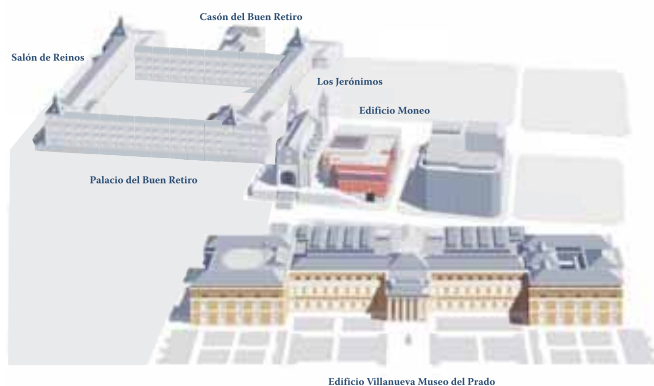 Casón del Buen Retiro
Salón de Reinos
Los Jerónimos
Edificio Moneo
Palacio del Buen Retiro
Edificio Villanueva Museo del Prado